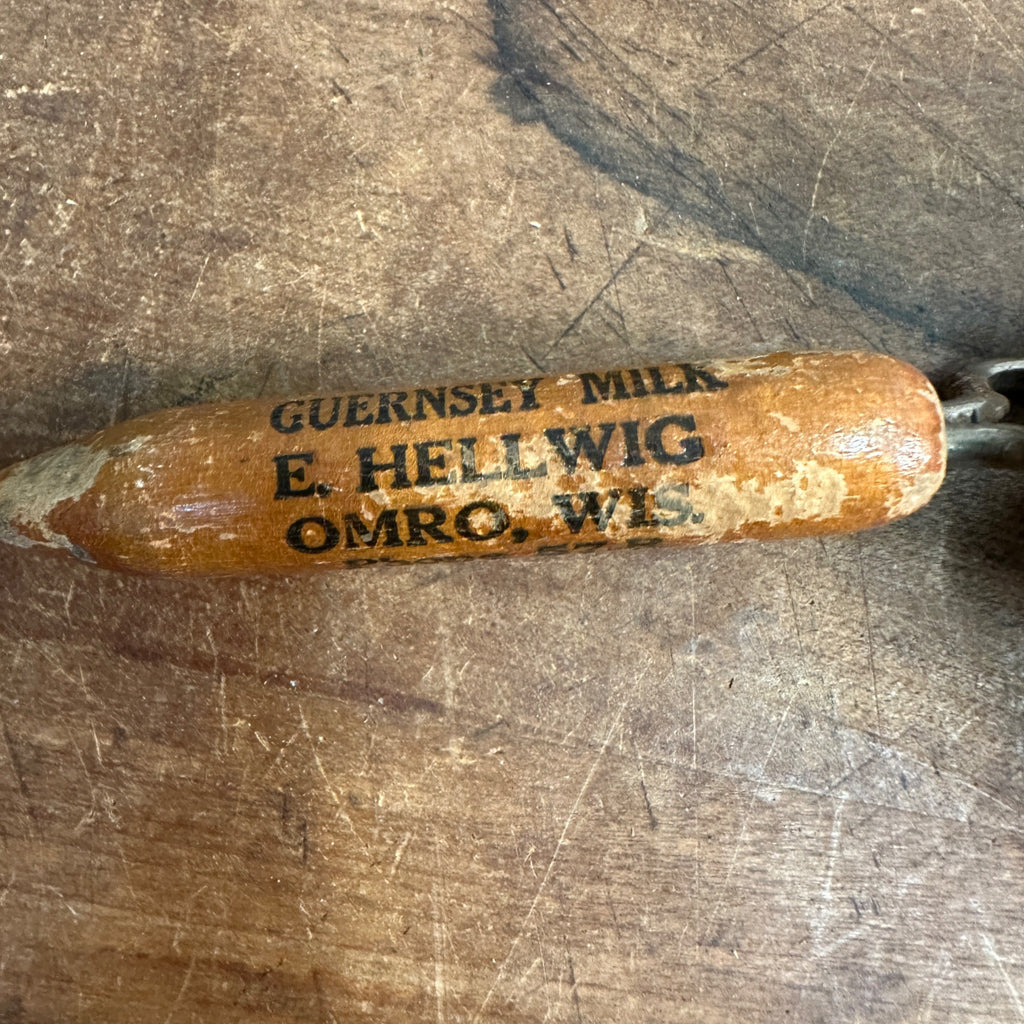 GUERNSEY MILK
E. HELLWIG
OMRO, WIS.